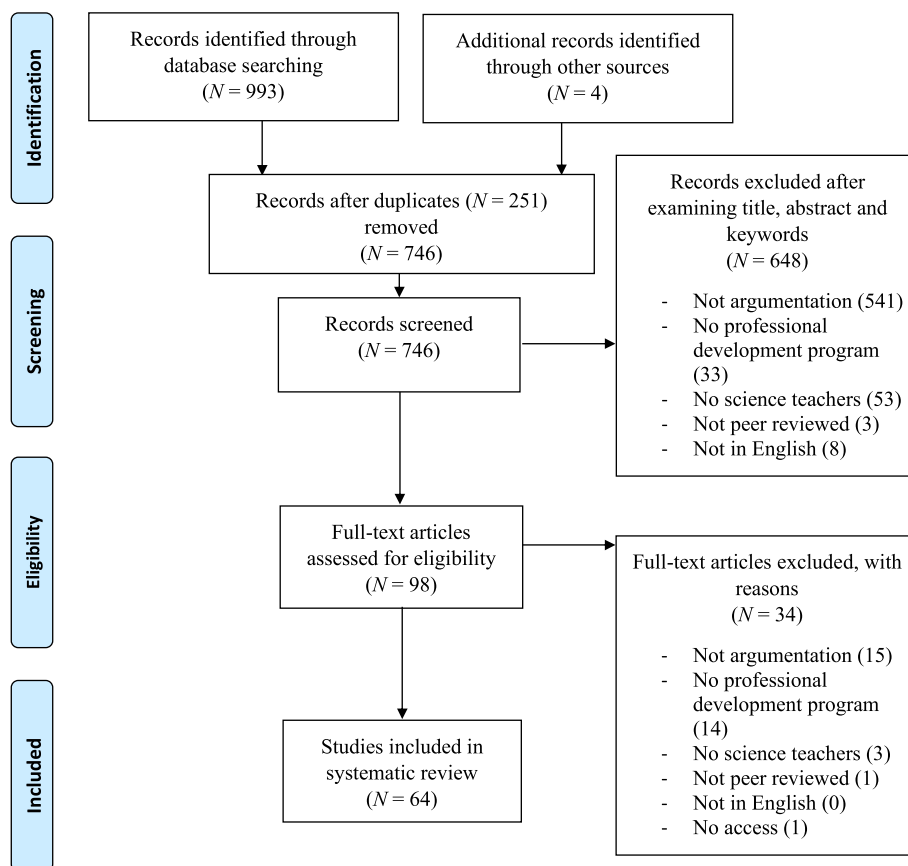 Identification
Records identified through
database searching
(N = 993)
Additional records identified
through other sources
(N = 4)
Records after duplicates (N = 251)
removed
(N = 746)
Screening
Records screened
(N = 746)
Records excluded after
examining title, abstract and
keywords
(N = 648)
- Not argumentation (541)
- No professional
development program
(33)
- No science teachers (53)
- Not peer reviewed (3)
- Not in English (8)
Eligibility
Full-text articles
assessed for eligibility
(N = 98)
Full-text articles excluded, with
reasons
(N = 34)
- Not argumentation (15)
- No professional
development program
(14)
- No science teachers (3)
- Not peer reviewed (1)
- Not in English (0)
- No access (1)
Included
Studies included in
systematic review
(N = 64)